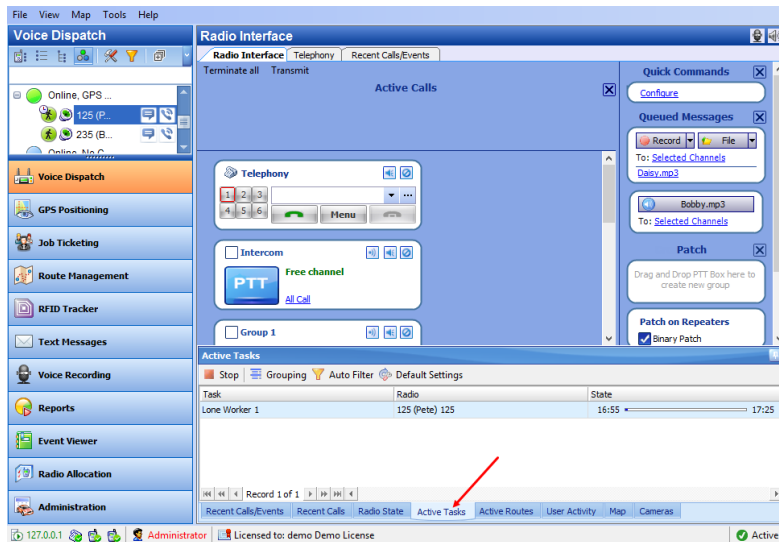 File View Map Tools Help
Voice Dispatch
Online, GPS ...
125 (P...
235 (B...
Voice Dispatch
GPS Positioning
Job Ticketing
Route Management
RFID Tracker
Text Messages
Voice Recording
Reports
Event Viewer
Radio Allocation
Administration
Radio Interface
Radio Interface Telephony Recent Calls/Events
Terminate all Transmit
Active Calls
Telephony
1 2 3
4 5 6 Menu
Intercom
PTT Free channel
All Call
Group 1
Quick Commands
Configure
Queued Messages
Record File
To: Selected Channels
Daisy.mp3
Bobby.mp3
To: Selected Channels
Patch
Drag and Drop PTT Box here to
create new group
Patch on Repeaters
Binary Patch
Active Tasks
Stop Grouping Auto Filter Default Settings
Task Radio State
Lone Worker 1 125 (Pete) 125 16:55 17:25
Record 1 of 1
Recent Calls/Events Recent Calls Radio State Active Tasks Active Routes User Activity Map Cameras
127.0.0.1 Administrator Licensed to: demo Demo License Active